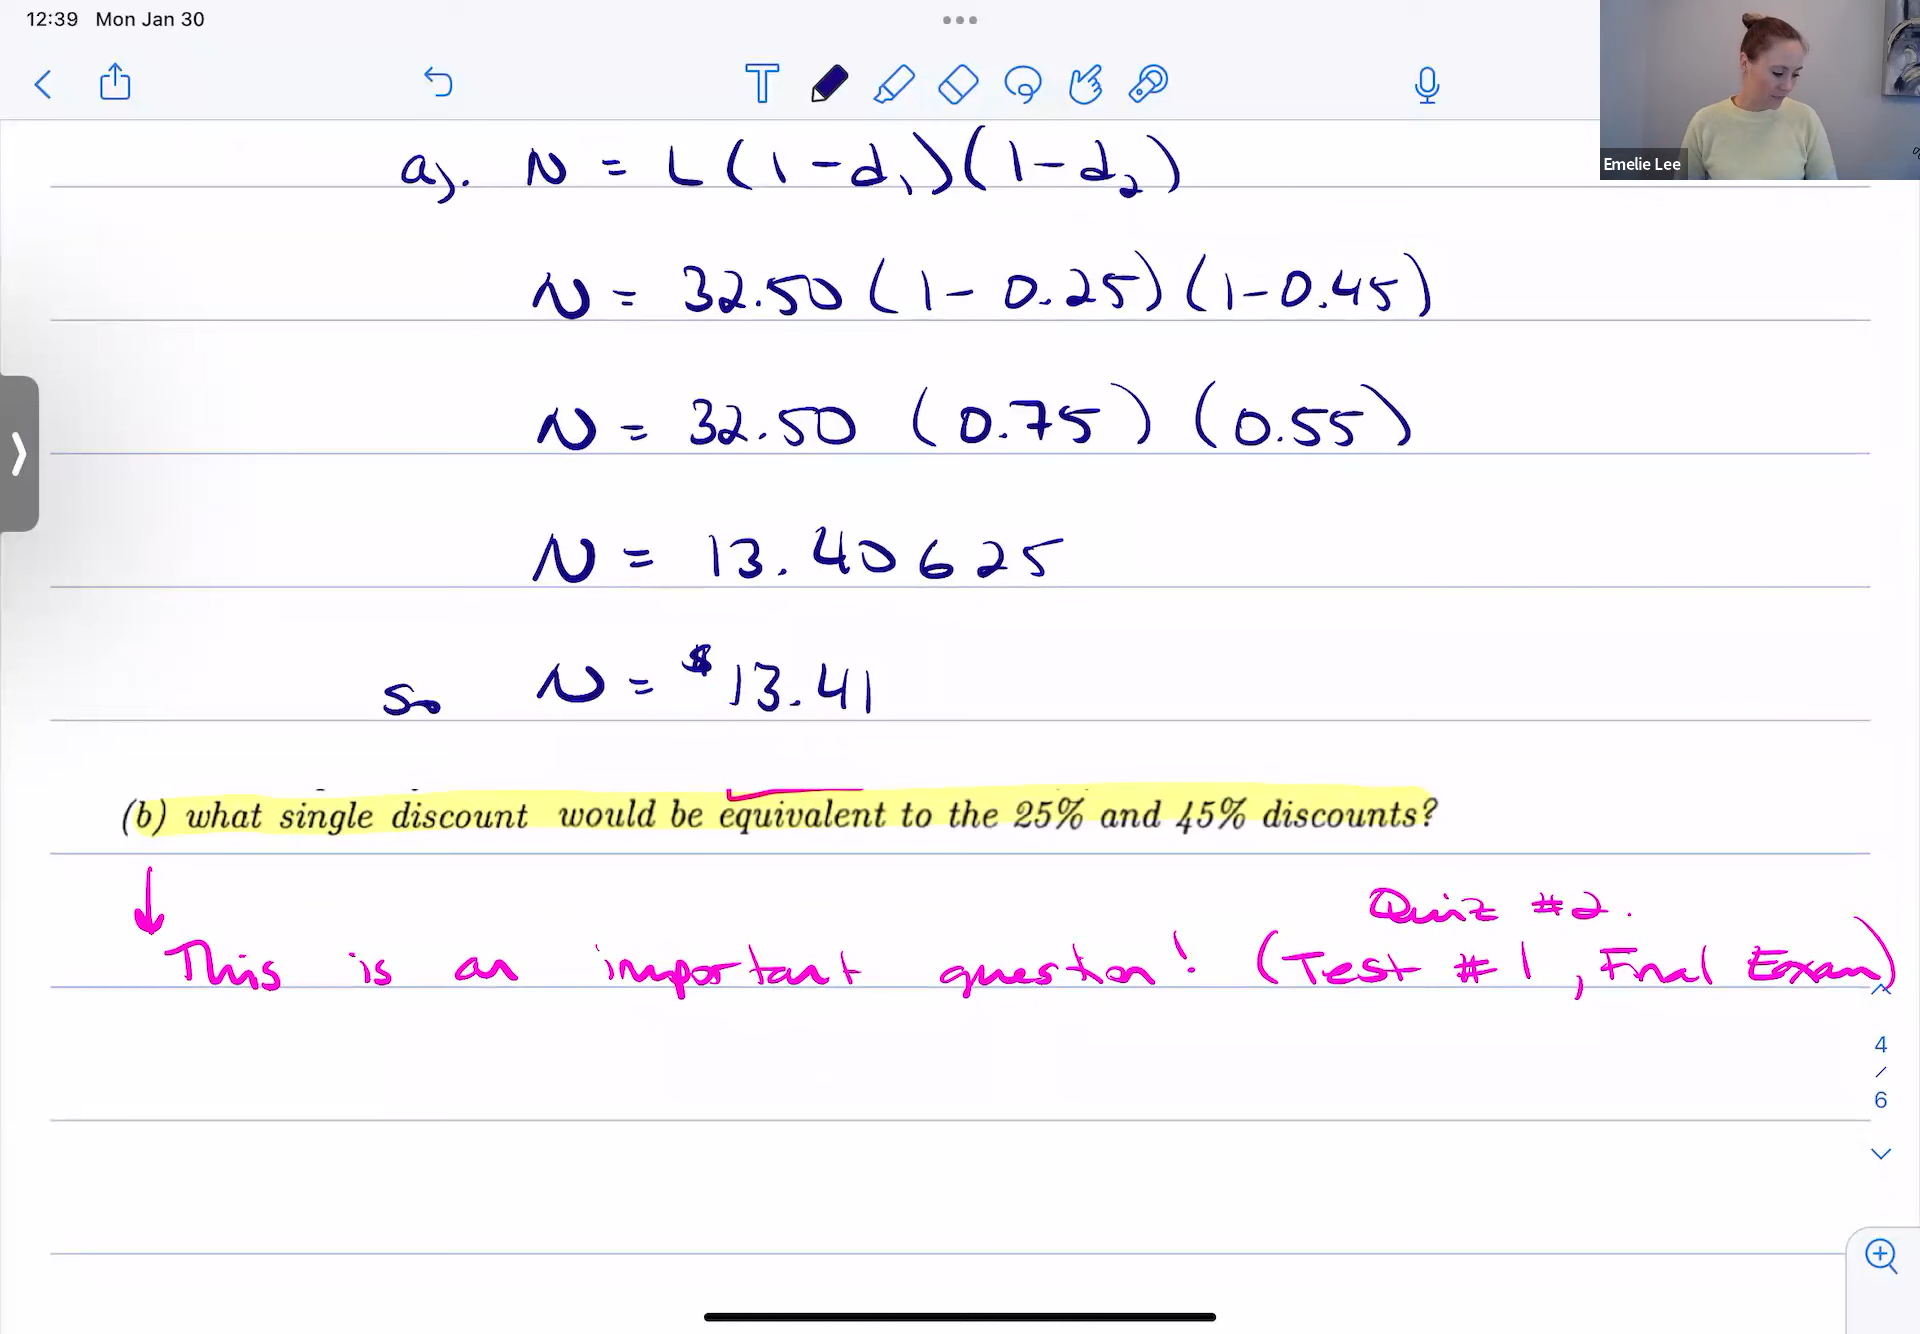 12:39 Mon Jan 30
T
Emelie Lee
a). N = L(1-d₁)(1-d₂)
N = 32.50(1-0.25)(1-0.45)
N = 32.50 (0.75) (0.55)
N = 13.40625
So N = $13.41
(b) what single discount would be equivalent to the 25% and 45% discounts?
Quiz #2.
↓ This is an important question! (Test #1, Final Exam)
4
/
6